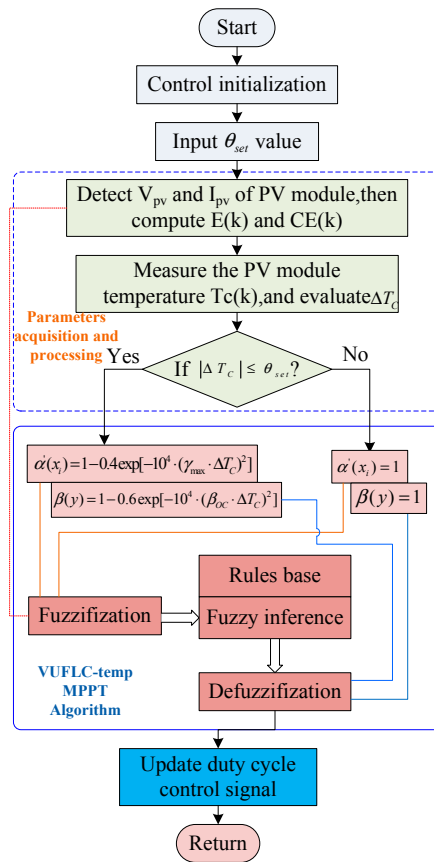 Start
Control initialization
Input θset value
Detect Vpv and Ipv of PV module,then
compute E(k) and CE(k)
Measure the PV module
temperature Tc(k),and evaluate ΔTC
Parameters
acquisition and
processing
Yes
If |ΔTC| ≤ θset?
No
α'(xi)=1−0.4exp[−10⁴·(γmax·ΔTC)²]
β(y)=1−0.6exp[−10⁴·(βOC·ΔTC)²]
α'(xi)=1
β(y)=1
Rules base
Fuzzification
Fuzzy inference
Defuzzification
VUFLC-temp
MPPT
Algorithm
Update duty cycle
control signal
Return